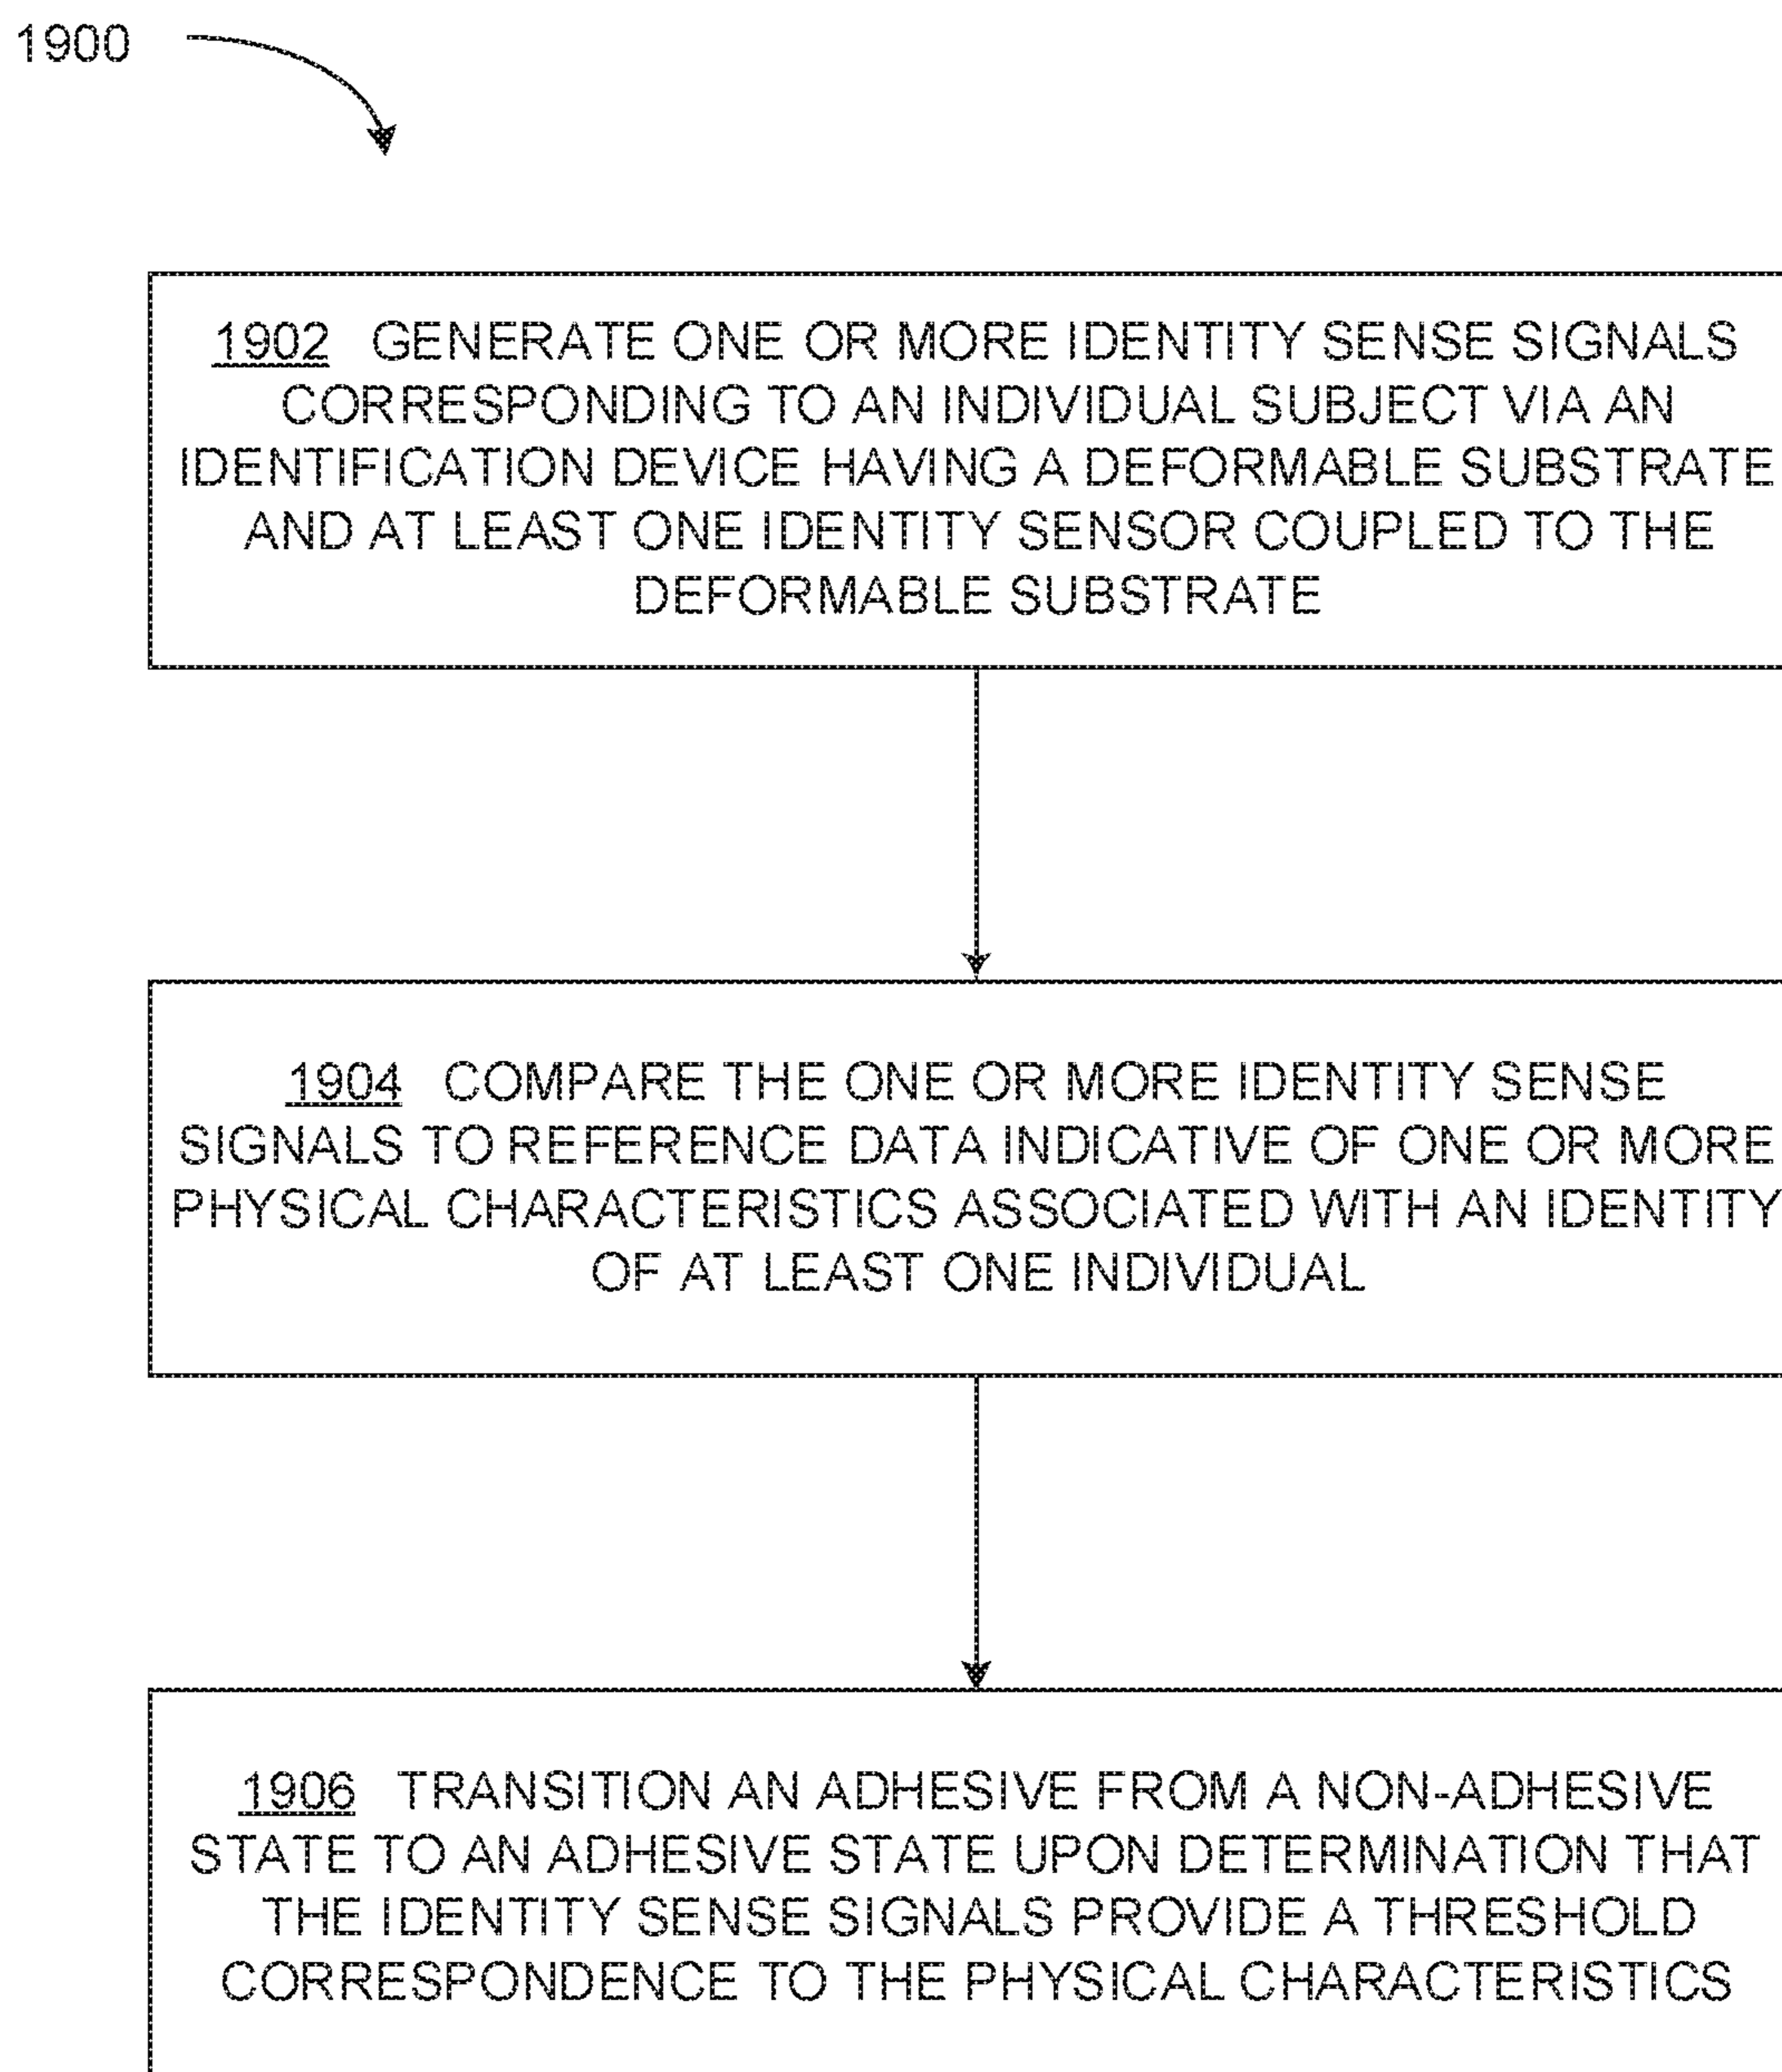 1900
1902 GENERATE ONE OR MORE IDENTITY SENSE SIGNALS
CORRESPONDING TO AN INDIVIDUAL SUBJECT VIA AN
IDENTIFICATION DEVICE HAVING A DEFORMABLE SUBSTRATE
AND AT LEAST ONE IDENTITY SENSOR COUPLED TO THE
DEFORMABLE SUBSTRATE
1904 COMPARE THE ONE OR MORE IDENTITY SENSE
SIGNALS TO REFERENCE DATA INDICATIVE OF ONE OR MORE
PHYSICAL CHARACTERISTICS ASSOCIATED WITH AN IDENTITY
OF AT LEAST ONE INDIVIDUAL
1906 TRANSITION AN ADHESIVE FROM A NON-ADHESIVE
STATE TO AN ADHESIVE STATE UPON DETERMINATION THAT
THE IDENTITY SENSE SIGNALS PROVIDE A THRESHOLD
CORRESPONDENCE TO THE PHYSICAL CHARACTERISTICS